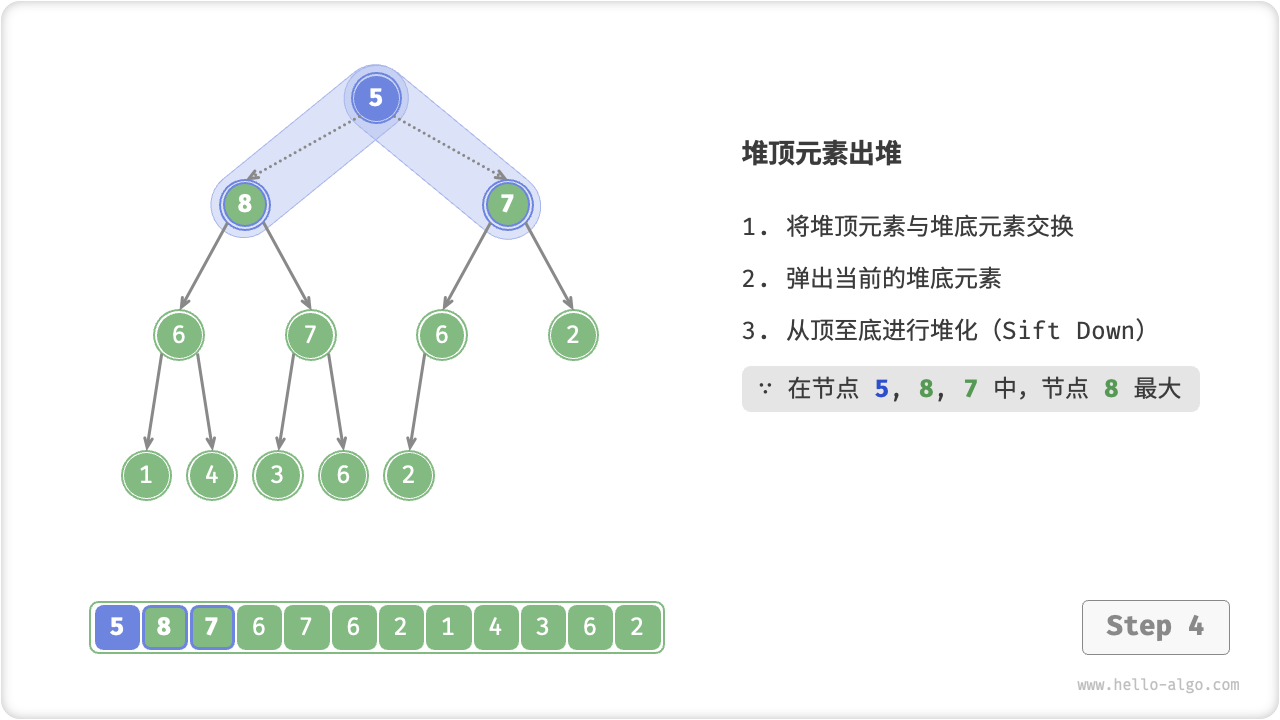 5
8 7
6 7 6 2
1 4 3 6 2
5 8 7 6 7 6 2 1 4 3 6 2
堆顶元素出堆
1. 将堆顶元素与堆底元素交换
2. 弹出当前的堆底元素
3. 从顶至底进行堆化（Sift Down）
∵ 在节点 5, 8, 7 中，节点 8 最大
Step 4
www.hello-algo.com